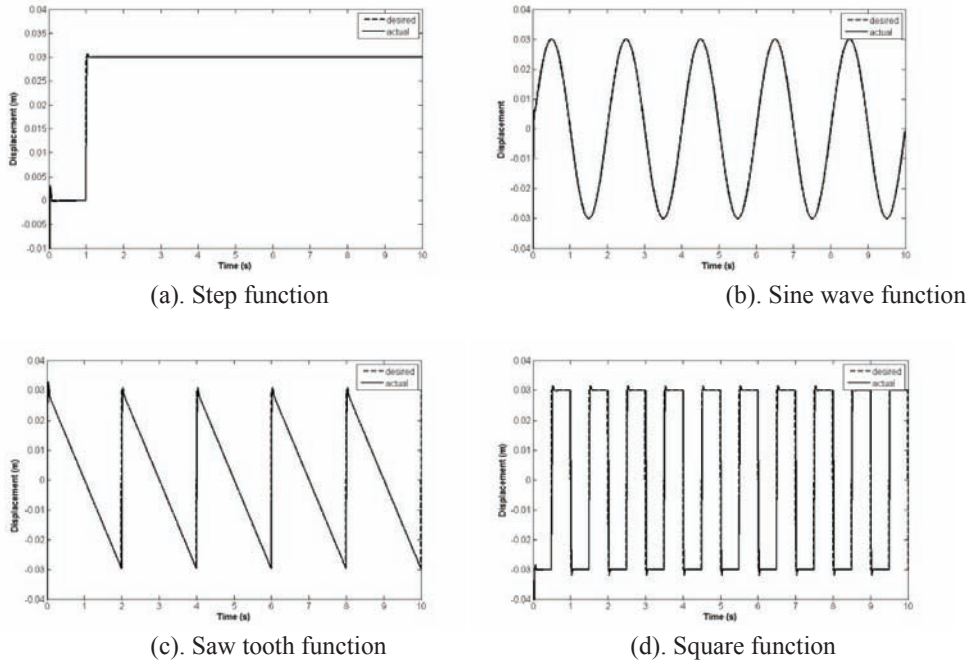 0.04
0.035
0.03
0.025
0.02
0.015
0.01
0.005
0
-0.005
-0.01
Displacement (m)
0 1 2 3 4 5 6 7 8 9 10
Time (s)
desired
actual
(a). Step function
0.04
0.03
0.02
0.01
0
-0.01
-0.02
-0.03
-0.04
Displacement
0 1 2 3 4 5 6 7 8 9 10
Time (s)
desired
actual
(b). Sine wave function
0.04
0.03
0.02
0.01
0
-0.01
-0.02
-0.03
-0.04
Displacement (m)
0 1 2 3 4 5 6 7 8 9 10
Time (s)
desired
actual
(c). Saw tooth function
0.04
0.03
0.02
0.01
0
-0.01
-0.02
-0.03
-0.04
Displacement (m)
0 1 2 3 4 5 6 7 8 9 10
Time (s)
desired
actual
(d). Square function